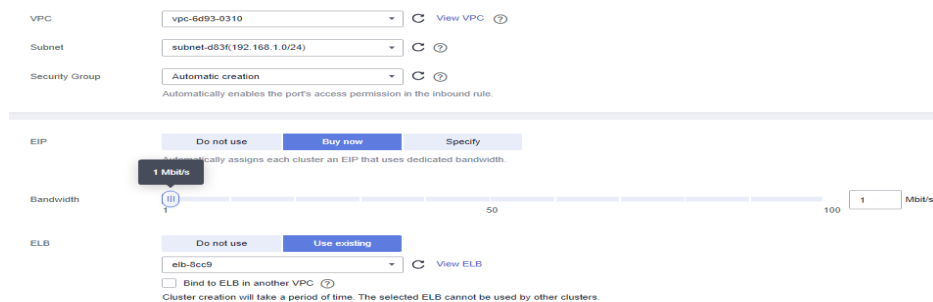 VPC vpc-6d93-0310 View VPC ?
Subnet subnet-d83f(192.168.1.0/24) ?
Security Group Automatic creation ?
Automatically enables the port's access permission in the inbound rule.
EIP Do not use Buy now Specify
Automatically assigns each cluster an EIP that uses dedicated bandwidth.
1 Mbit/s
Bandwidth 1 Mbit/s
1 50 100
ELB Do not use Use existing
elb-8cc9 View ELB
Bind to ELB in another VPC ?
Cluster creation will take a period of time. The selected ELB cannot be used by other clusters.